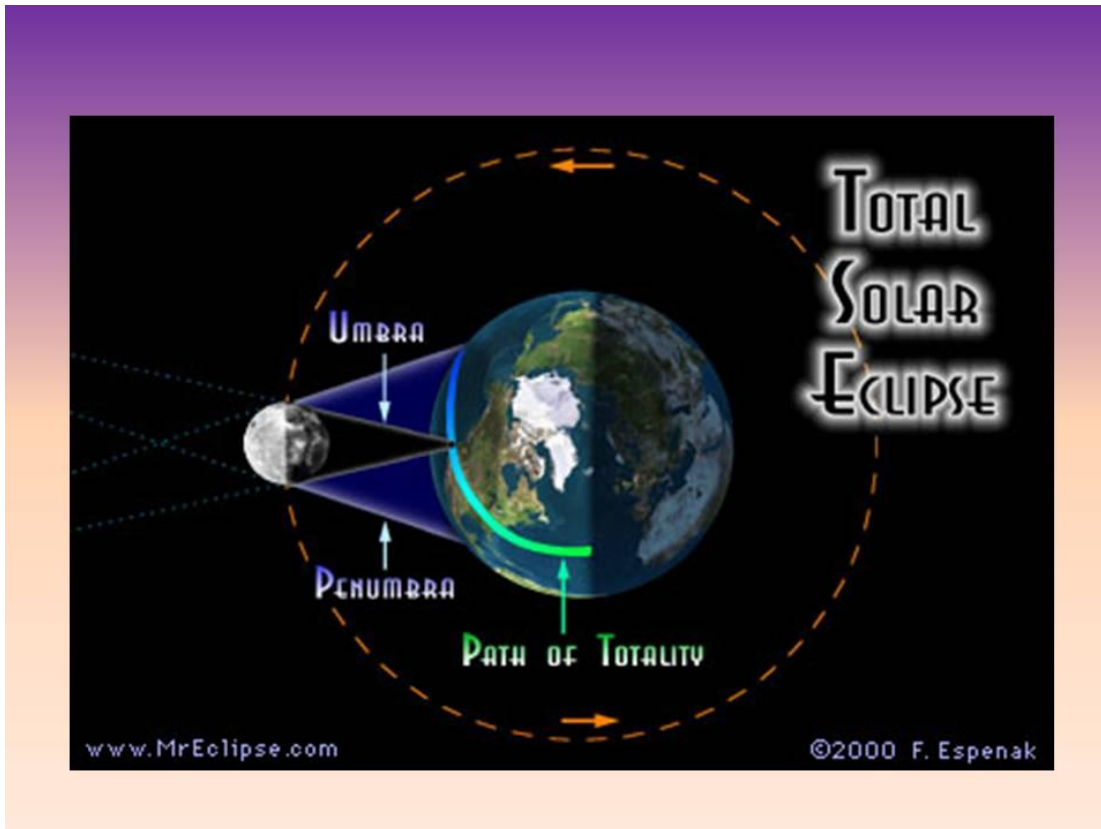 TOTAL
SOLAR
ECLIPSE
UMBRA
PENUMBRA
PATH OF TOTALITY
www.MrEclipse.com
©2000 F. Espenak